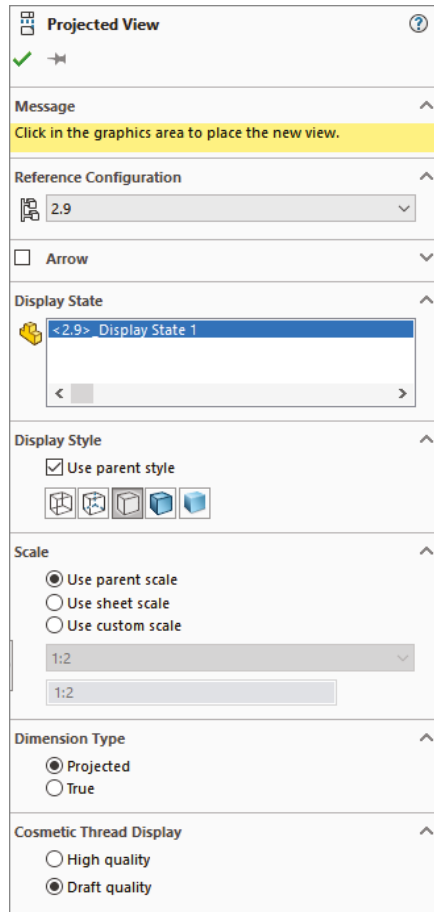 Projected View
Message
Click in the graphics area to place the new view.
Reference Configuration
2.9
Arrow
Display State
<2.9>_Display State 1
Display Style
Use parent style
Scale
Use parent scale
Use sheet scale
Use custom scale
1:2
1:2
Dimension Type
Projected
True
Cosmetic Thread Display
High quality
Draft quality